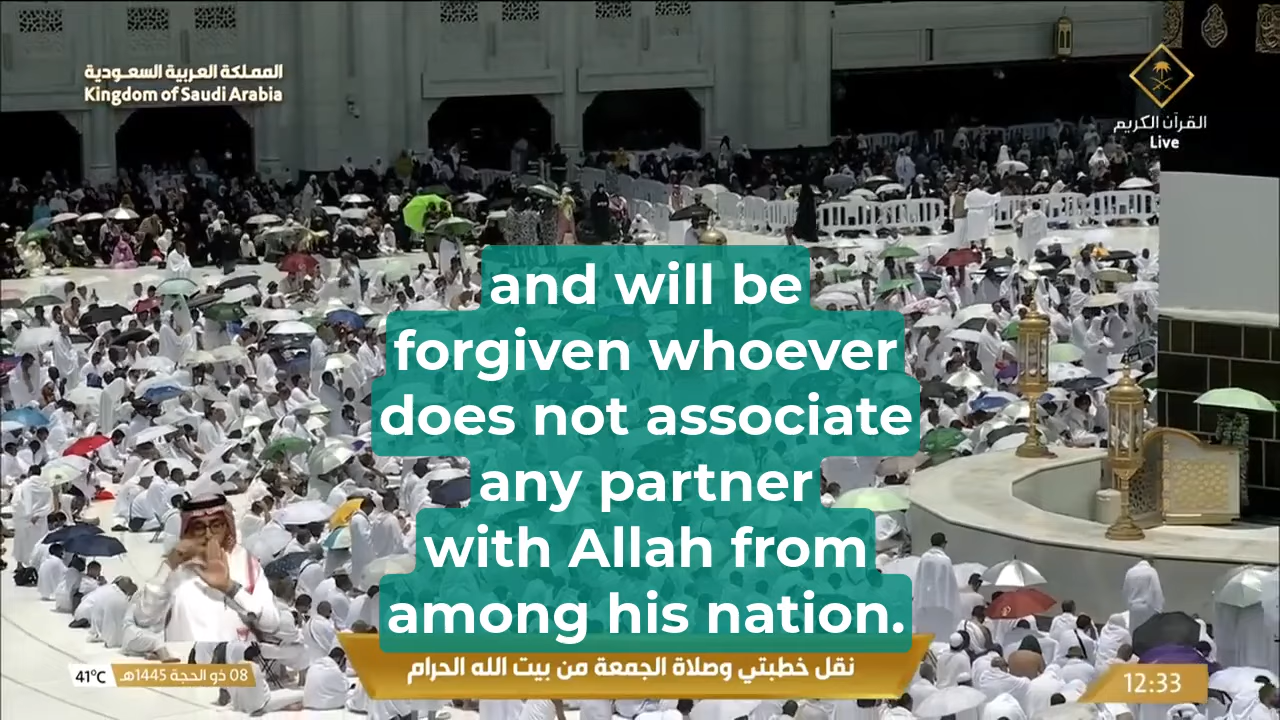 المملكة العربية السعودية
Kingdom of Saudi Arabia
القرآن الكريم
Live
and will be
forgiven whoever
does not associate
any partner
with Allah from
among his nation.
نقل خطبتي وصلاة الجمعة من بيت الله الحرام
41°C
08 ذو الحجة 1445هـ
12:33